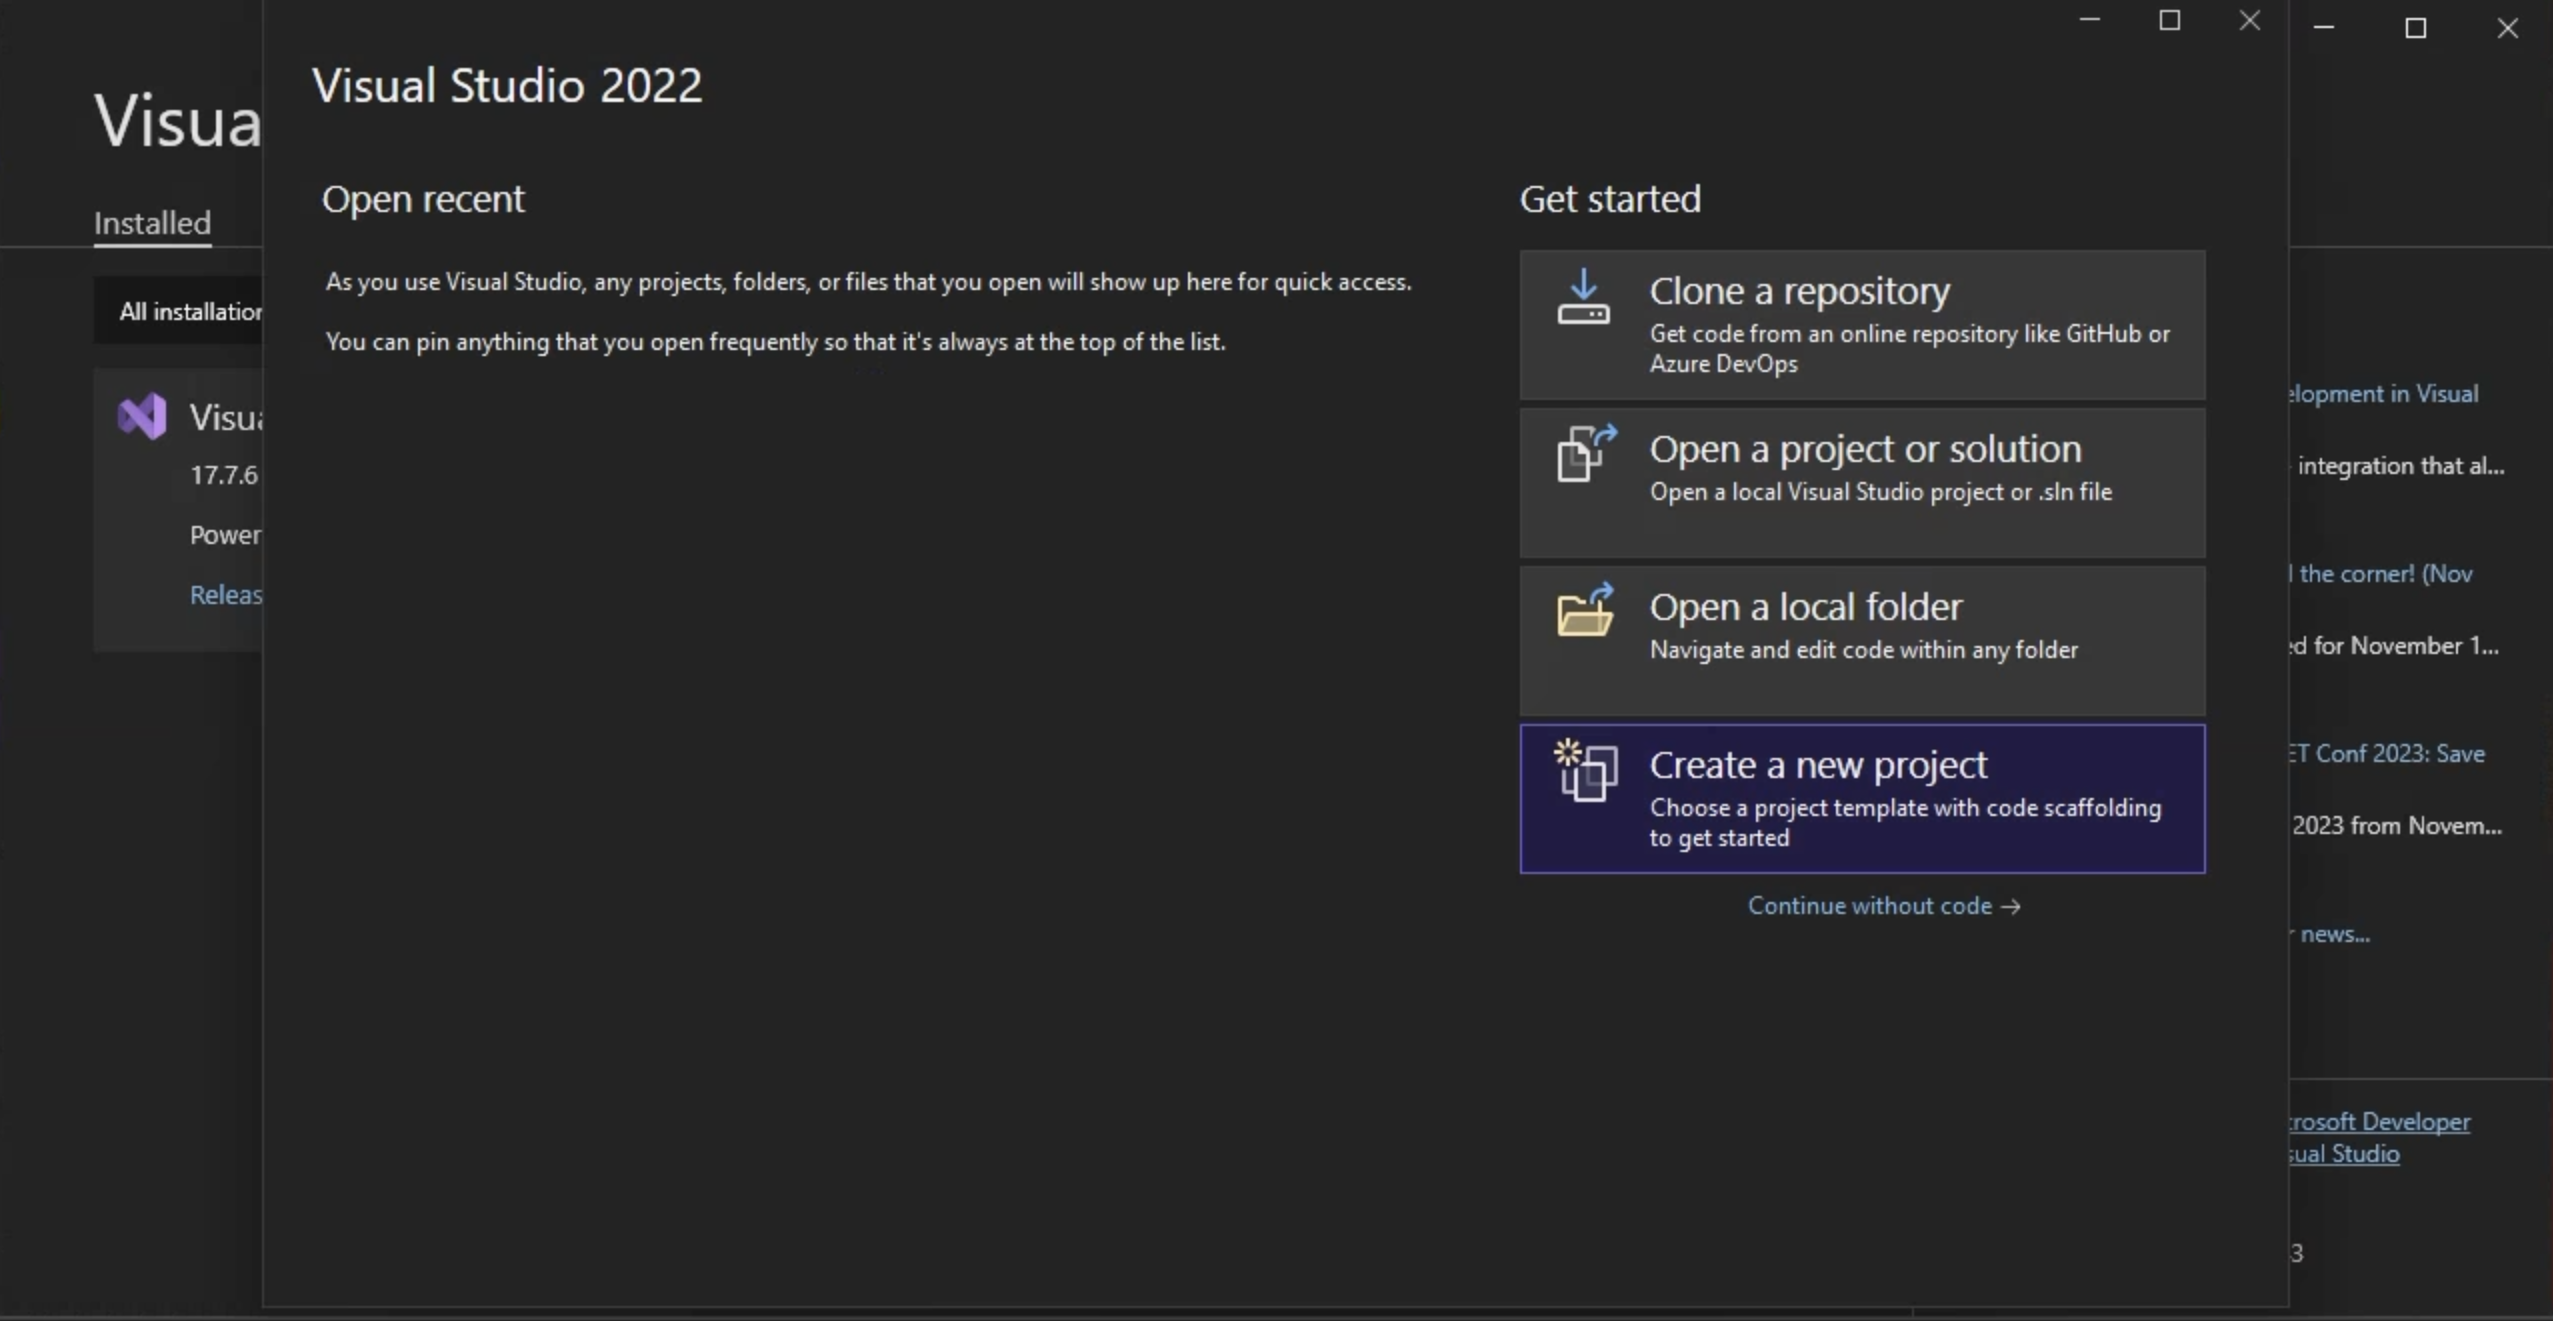 Visual Studio 2022
Open recent
As you use Visual Studio, any projects, folders, or files that you open will show up here for quick access.
You can pin anything that you open frequently so that it's always at the top of the list.
Get started
Clone a repository
Get code from an online repository like GitHub or
Azure DevOps
Open a project or solution
Open a local Visual Studio project or .sln file
Open a local folder
Navigate and edit code within any folder
Create a new project
Choose a project template with code scaffolding
to get started
Continue without code →
Visua
Installed
All installation
Visua
17.7.6
Power
Releas
elopment in Visual
integration that al...
the corner! (Nov
ed for November 1...
ET Conf 2023: Save
2023 from Novem...
news...
crosoft Developer
sual Studio
3